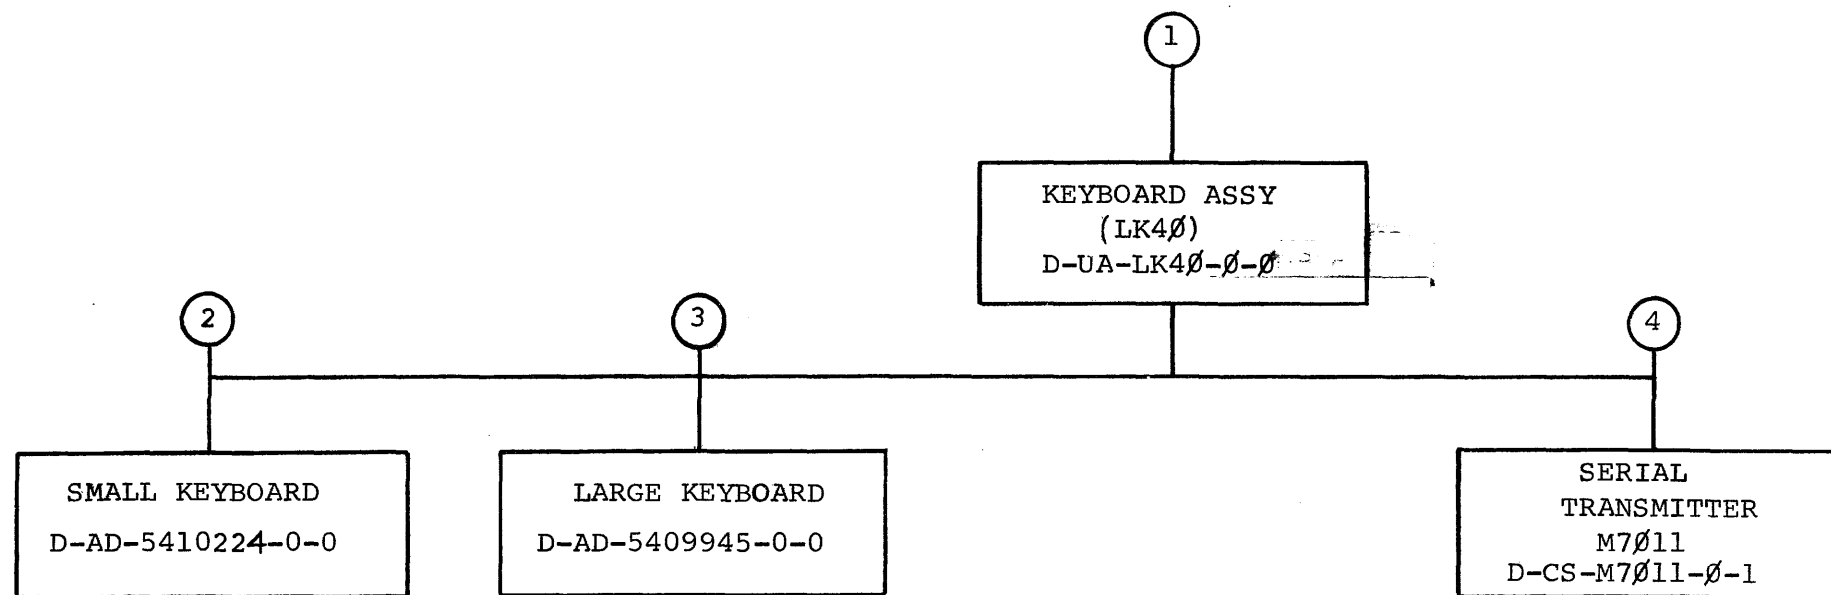 1
KEYBOARD ASSY
(LK4Ø)
D-UA-LK4Ø-Ø-Ø
2
3
4
SMALL KEYBOARD
D-AD-5410224-0-0
LARGE KEYBOARD
D-AD-5409945-0-0
SERIAL
TRANSMITTER
M7Ø11
D-CS-M7Ø11-Ø-1